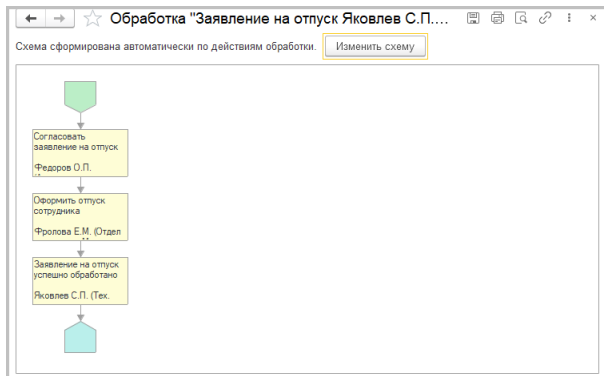 Обработка "Заявление на отпуск Яковлев С.П....
Схема сформирована автоматически по действиям обработки.
Изменить схему
Согласовать
заявление на отпуск
Федоров О.П.
Оформить отпуск
сотрудника
Фролова Е.М. (Отдел
Заявление на отпуск
успешно обработано
Яковлев С.П. (Тех.